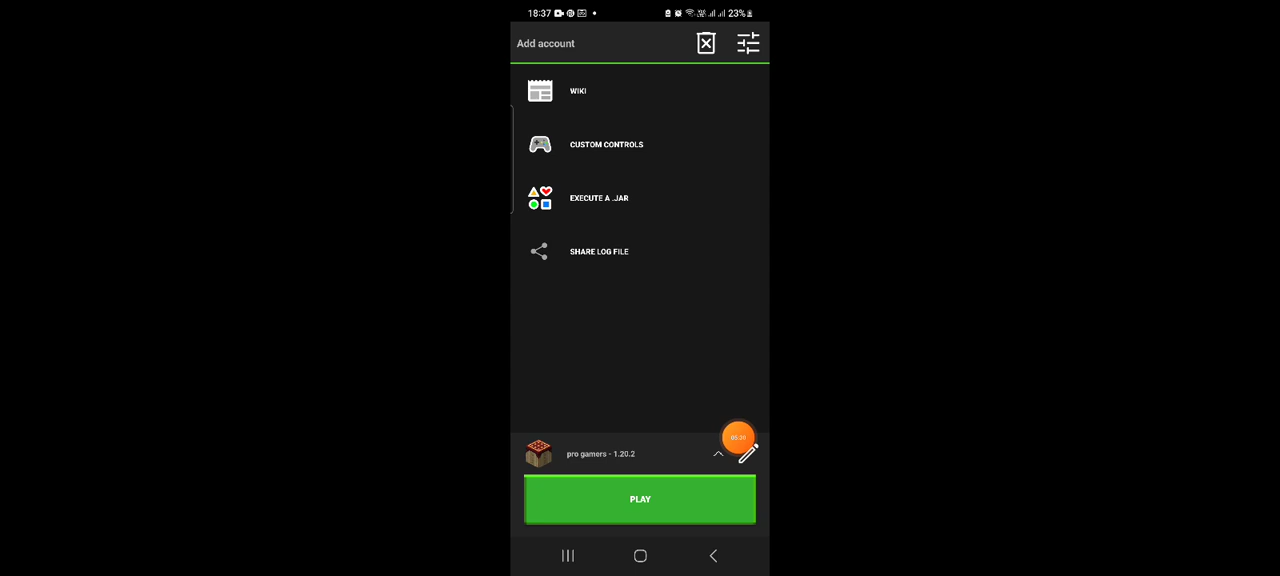 18:37
23%
Add account
WIKI
CUSTOM CONTROLS
EXECUTE A .JAR
SHARE LOG FILE
pro gamers - 1.20.2
PLAY